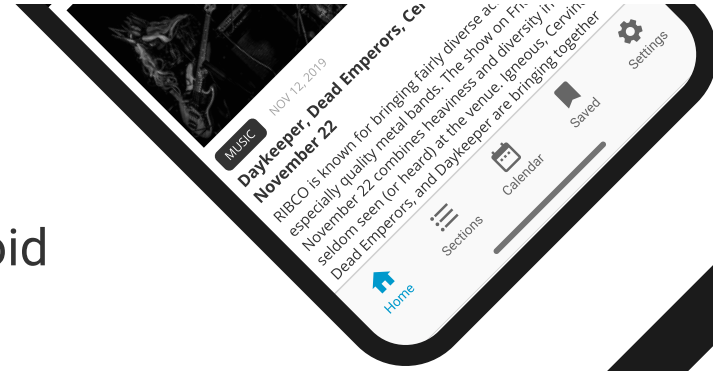 MUSIC
NOV 12, 2019
Daykeeper, Dead Emperors,
November 22
RIBCO is known for bringing fairly diverse
especially quality metal bands. The show on
November 22 combines heaviness and diversity in
seldom seen (or heard) at the venue. Igneous,
Dead Emperors, and Daykeeper are bringing together
Home
Sections
Calendar
Saved
Settings